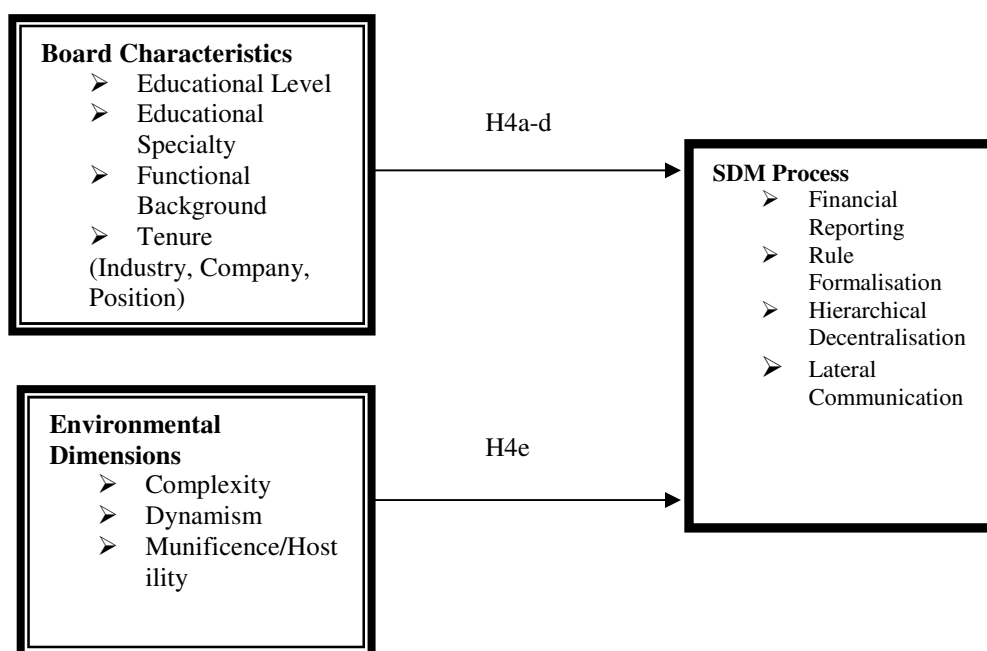 Board Characteristics
➢ Educational Level
➢ Educational
Specialty
➢ Functional
Background
➢ Tenure
(Industry, Company,
Position)
H4a-d
SDM Process
➢ Financial
Reporting
➢ Rule
Formalisation
➢ Hierarchical
Decentralisation
➢ Lateral
Communication
Environmental
Dimensions
➢ Complexity
➢ Dynamism
➢ Munificence/Host
ility
H4e